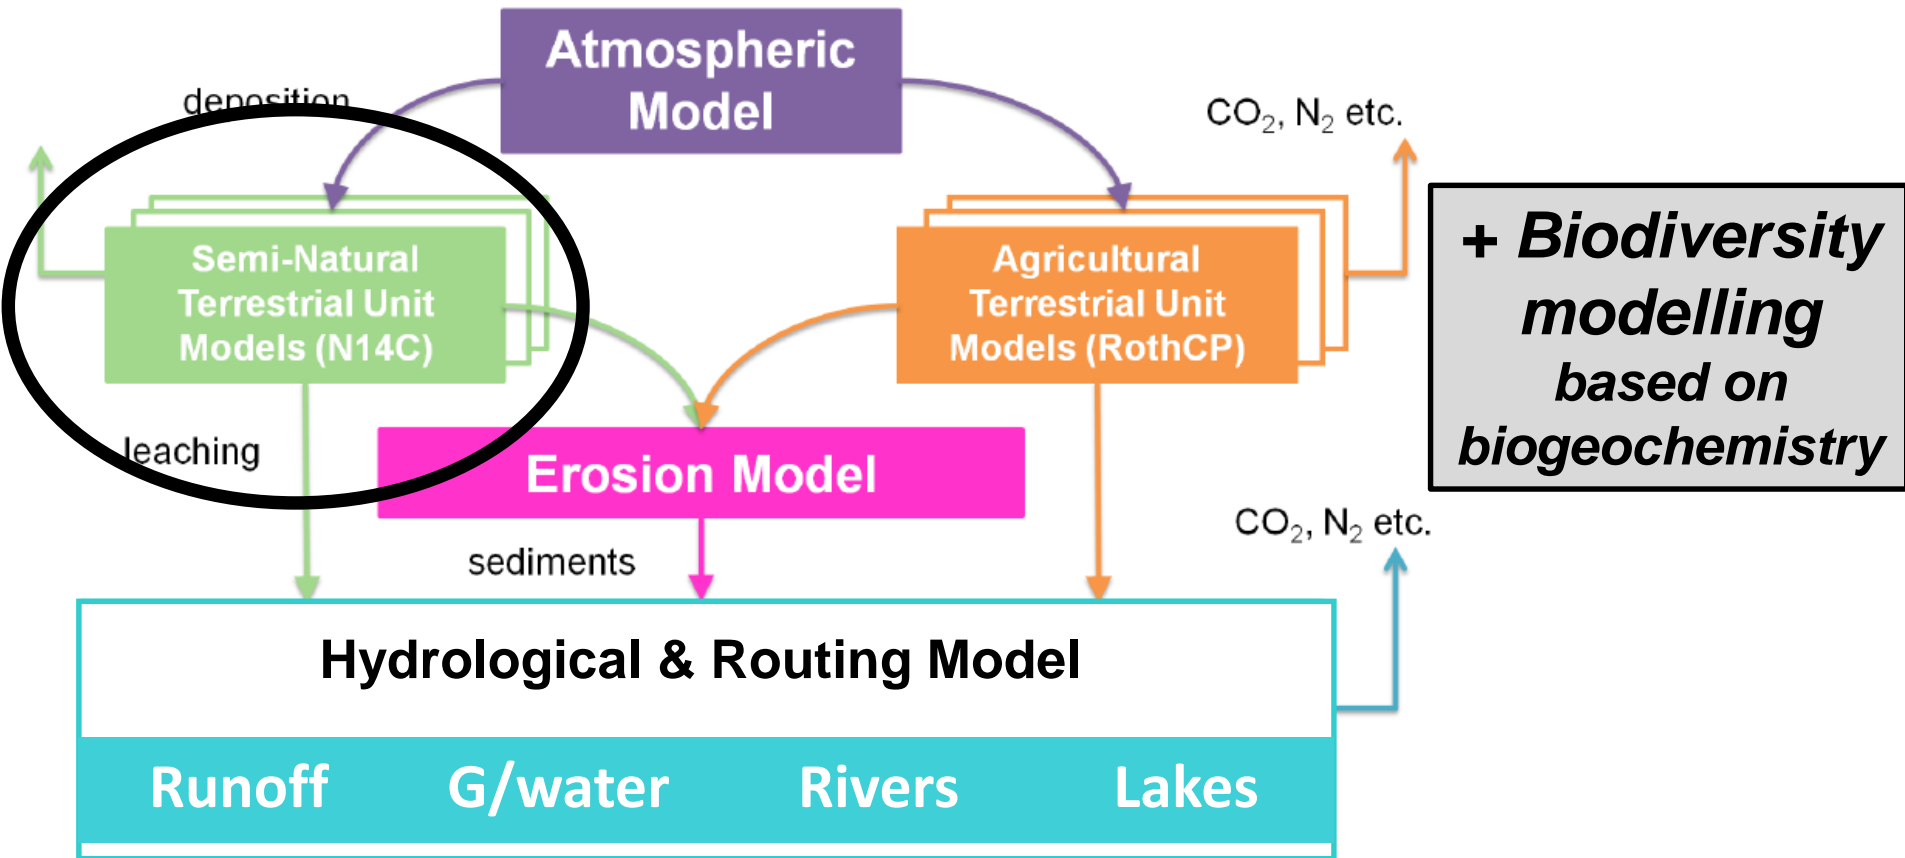 Atmospheric
Model
deposition
CO₂, N₂ etc.
Semi-Natural
Terrestrial Unit
Models (N14C)
Agricultural
Terrestrial Unit
Models (RothCP)
+ Biodiversity
modelling
based on
biogeochemistry
leaching
Erosion Model
sediments
CO₂, N₂ etc.
Hydrological & Routing Model
Runoff G/water Rivers Lakes